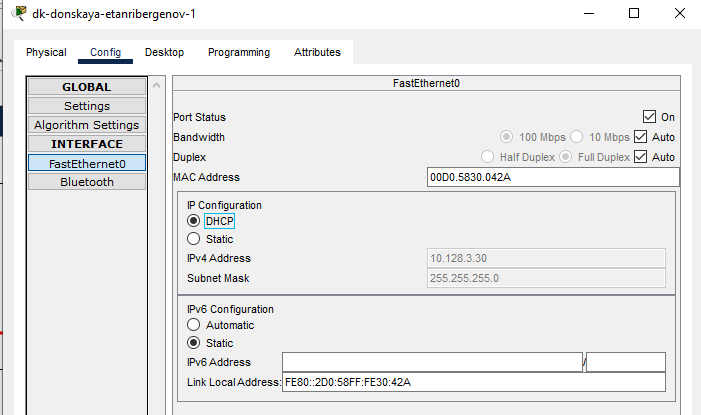 dk-donskaya-etanribergenov-1
Physical Config Desktop Programming Attributes
GLOBAL
Settings
Algorithm Settings
INTERFACE
FastEthernet0
Bluetooth
FastEthernet0
Port Status On
Bandwidth 100 Mbps 10 Mbps Auto
Duplex Half Duplex Full Duplex Auto
MAC Address 00D0.5830.042A
IP Configuration
DHCP
Static
IPv4 Address 10.128.3.30
Subnet Mask 255.255.255.0
IPv6 Configuration
Automatic
Static
IPv6 Address /
Link Local Address: FE80::2D0:58FF:FE30:42A